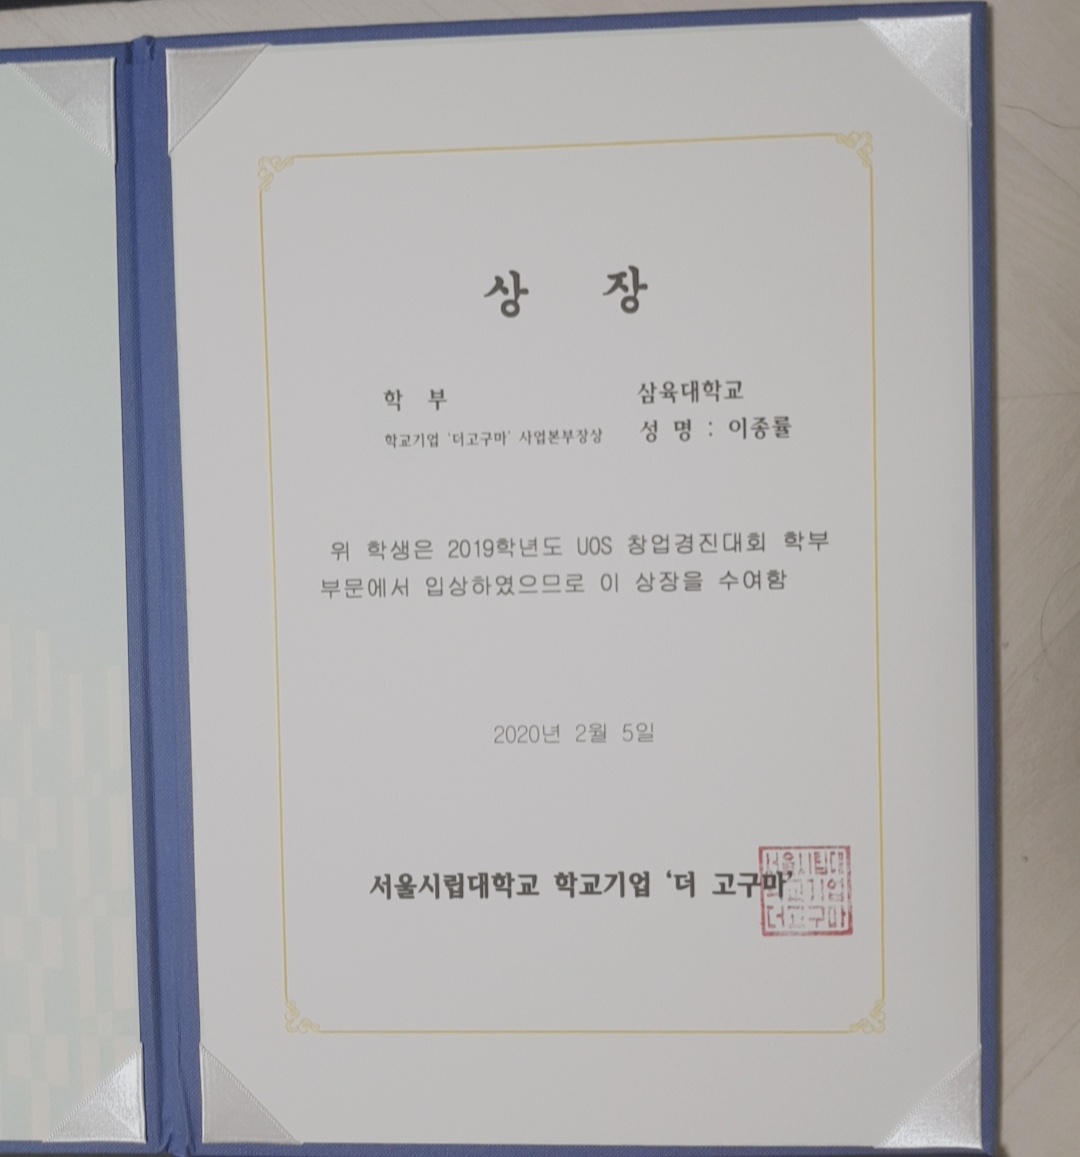 상 장
학 부 삼육대학교
학교기업 '더고구마' 사업본부장상 성 명 : 이종률
위 학생은 2019학년도 UOS 창업경진대회 학부
부문에서 입상하였으므로 이 상장을 수여함
2020년 2월 5일
서울시립대학교 학교기업 '더 고구마'
서울시립대
학교기업
더고구마